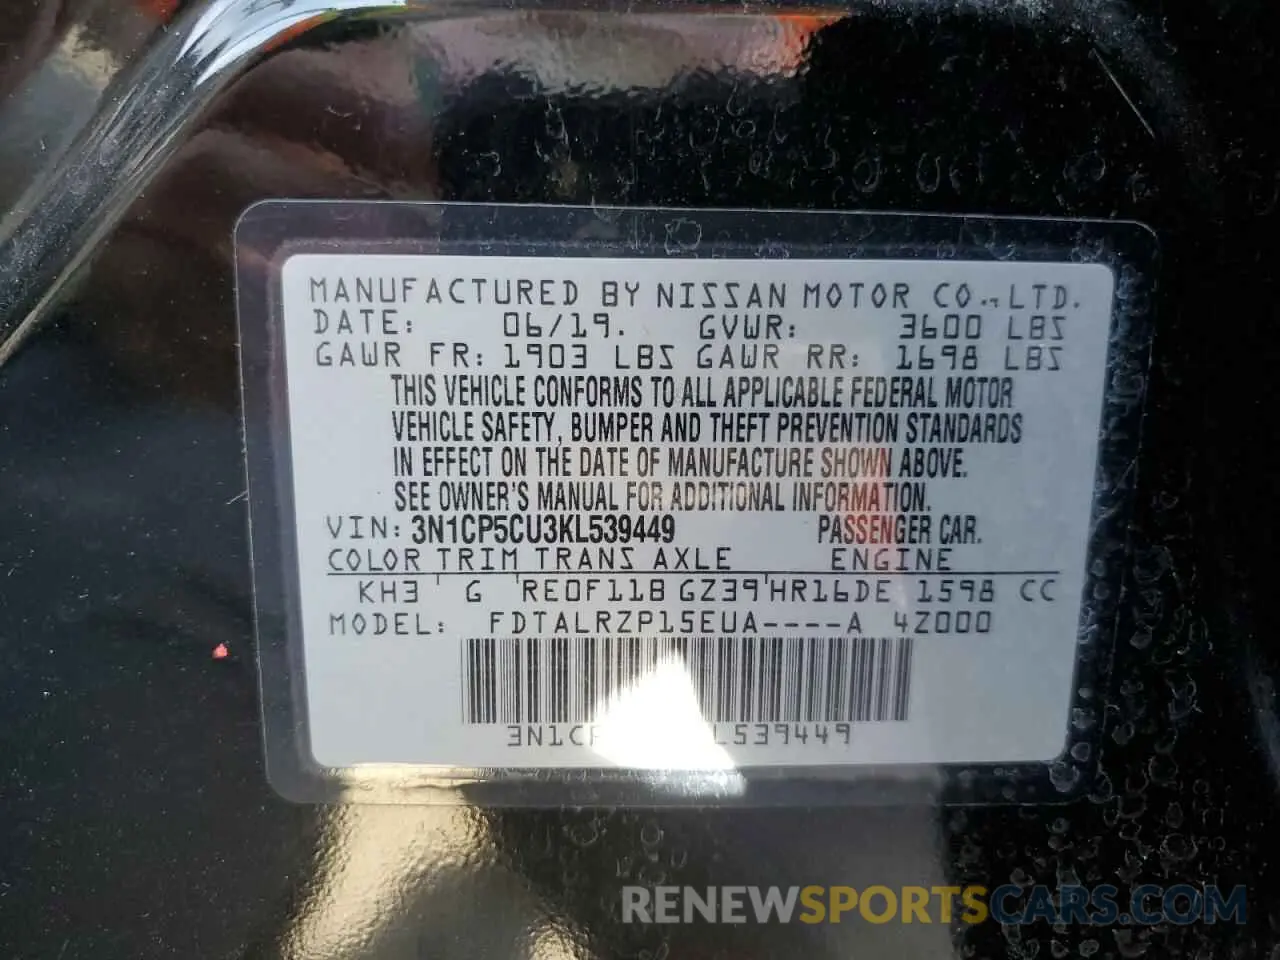 MANUFACTURED BY NISSAN MOTOR CO., LTD.
DATE: 06/19. GVWR: 3600 LBS
GAWR FR: 1903 LBS GAWR RR: 1698 LBS
THIS VEHICLE CONFORMS TO ALL APPLICABLE FEDERAL MOTOR
VEHICLE SAFETY, BUMPER AND THEFT PREVENTION STANDARDS
IN EFFECT ON THE DATE OF MANUFACTURE SHOWN ABOVE.
SEE OWNER'S MANUAL FOR ADDITIONAL INFORMATION.
VIN: 3N1CP5CU3KL539449 PASSENGER CAR.
COLOR TRIM TRANS AXLE ENGINE
KH3 G RE0F11B GZ39 HR16DE 1598 CC
MODEL: FDTALRZP15EUA----A 4Z000
RENEWSPORTSCARS.COM